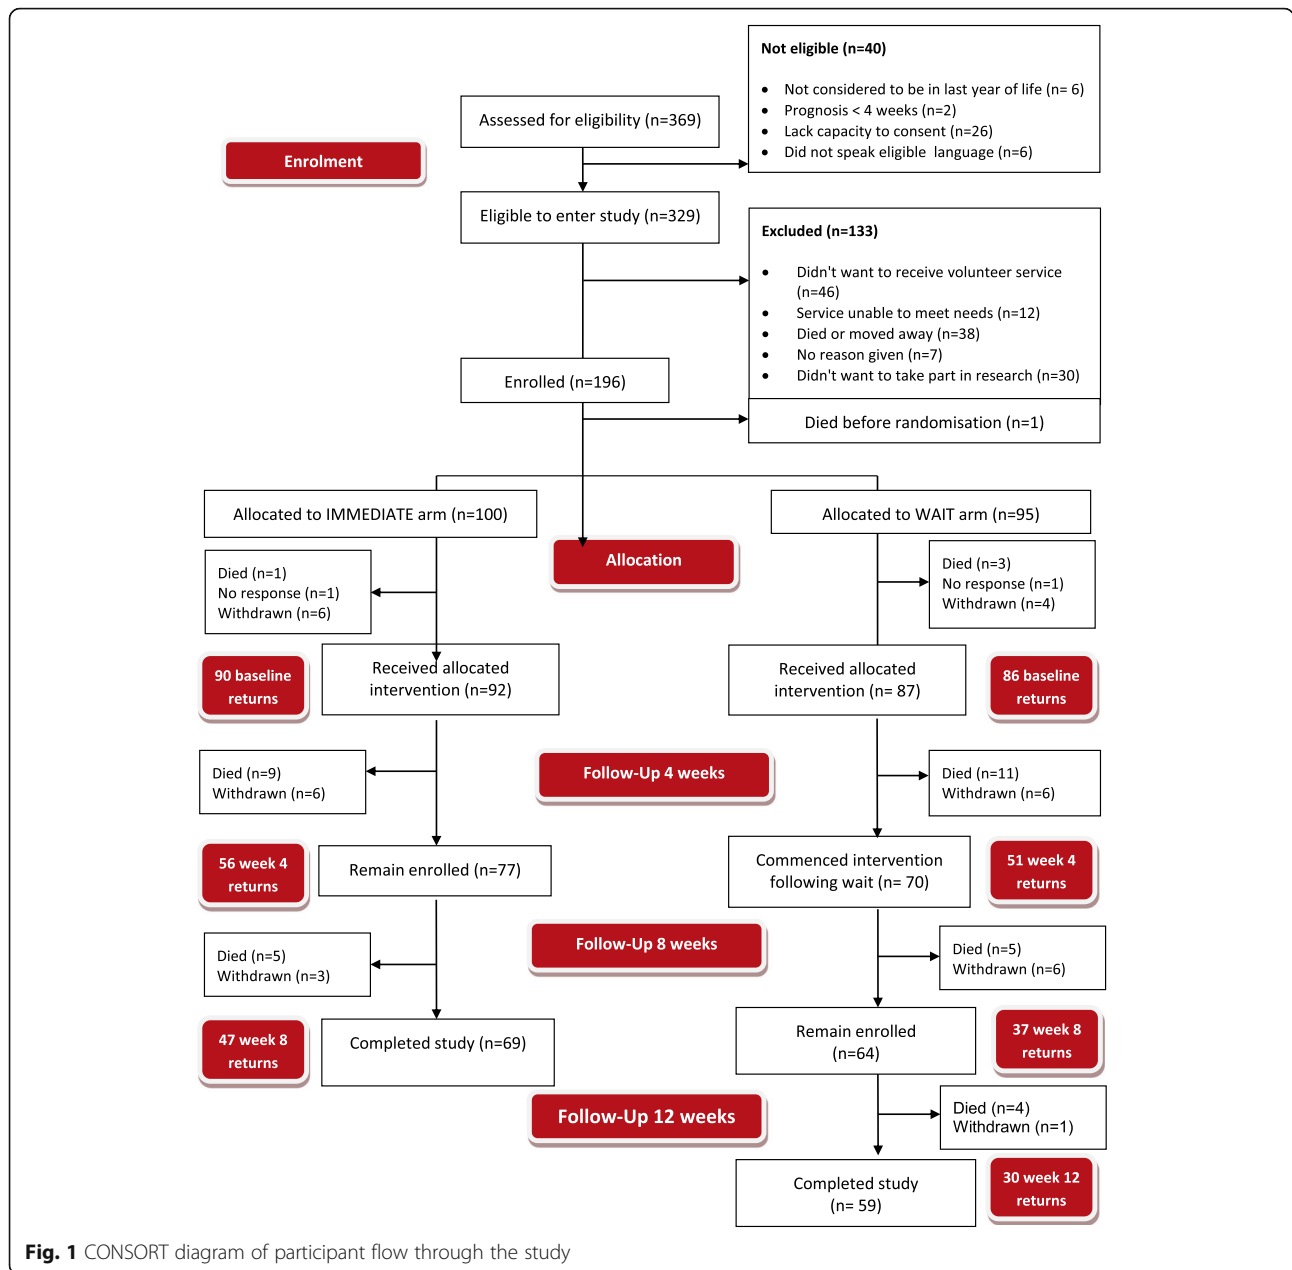 Not eligible (n=40)
• Not considered to be in last year of life (n= 6)
• Prognosis < 4 weeks (n=2)
• Lack capacity to consent (n=26)
• Did not speak eligible language (n=6)
Assessed for eligibility (n=369)
Enrolment
Eligible to enter study (n=329)
Excluded (n=133)
• Didn't want to receive volunteer service
(n=46)
• Service unable to meet needs (n=12)
• Died or moved away (n=38)
• No reason given (n=7)
• Didn't want to take part in research (n=30)
Enrolled (n=196)
Died before randomisation (n=1)
Allocated to IMMEDIATE arm (n=100)
Allocated to WAIT arm (n=95)
Allocation
Died (n=1)
No response (n=1)
Withdrawn (n=6)
Died (n=3)
No response (n=1)
Withdrawn (n=4)
90 baseline
returns
Received allocated
intervention (n=92)
Received allocated
intervention (n= 87)
86 baseline
returns
Died (n=9)
Withdrawn (n=6)
Follow-Up 4 weeks
Died (n=11)
Withdrawn (n=6)
56 week 4
returns
Remain enrolled (n=77)
Commenced intervention
following wait (n= 70)
51 week 4
returns
Died (n=5)
Withdrawn (n=3)
Follow-Up 8 weeks
Died (n=5)
Withdrawn (n=6)
47 week 8
returns
Completed study (n=69)
Remain enrolled
(n=64)
37 week 8
returns
Follow-Up 12 weeks
Died (n=4)
Withdrawn (n=1)
Completed study
(n= 59)
30 week 12
returns
Fig. 1 CONSORT diagram of participant flow through the study